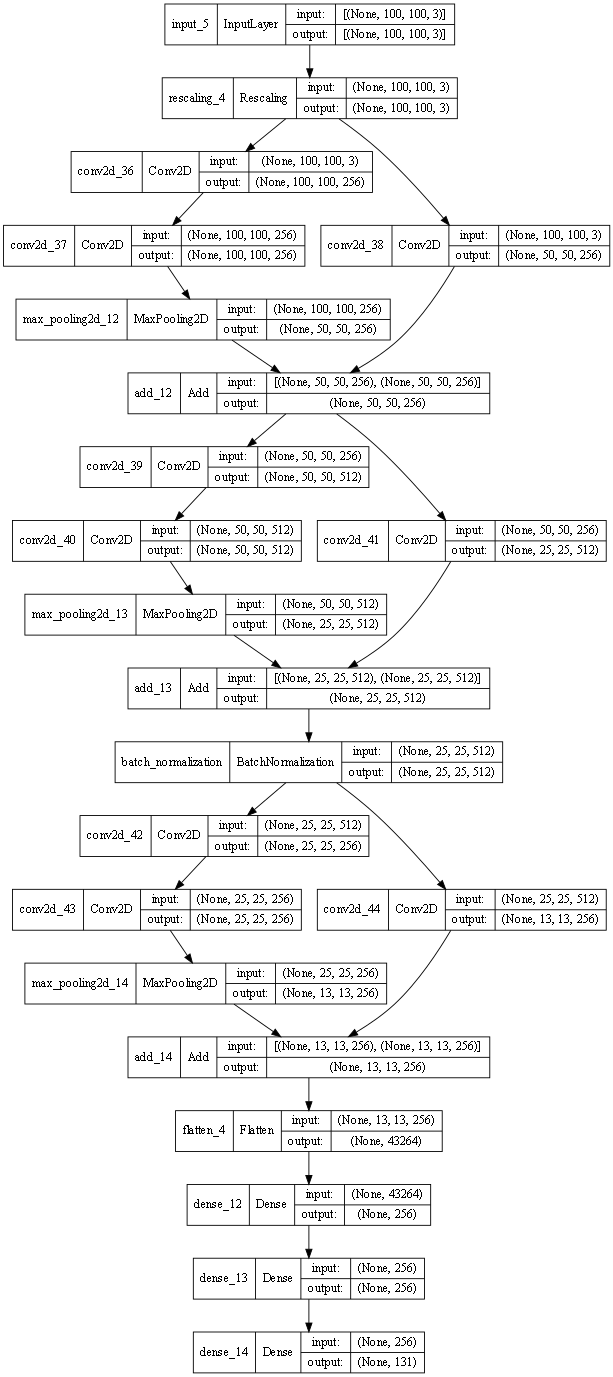 input_5 InputLayer input: [(None, 100, 100, 3)]
output: [(None, 100, 100, 3)]
rescaling_4 Rescaling input: (None, 100, 100, 3)
output: (None, 100, 100, 3)
conv2d_36 Conv2D input: (None, 100, 100, 3)
output: (None, 100, 100, 256)
conv2d_37 Conv2D input: (None, 100, 100, 256)
output: (None, 100, 100, 256)
conv2d_38 Conv2D input: (None, 100, 100, 3)
output: (None, 50, 50, 256)
max_pooling2d_12 MaxPooling2D input: (None, 100, 100, 256)
output: (None, 50, 50, 256)
add_12 Add input: [(None, 50, 50, 256), (None, 50, 50, 256)]
output: (None, 50, 50, 256)
conv2d_39 Conv2D input: (None, 50, 50, 256)
output: (None, 50, 50, 512)
conv2d_40 Conv2D input: (None, 50, 50, 512)
output: (None, 50, 50, 512)
conv2d_41 Conv2D input: (None, 50, 50, 256)
output: (None, 25, 25, 512)
max_pooling2d_13 MaxPooling2D input: (None, 50, 50, 512)
output: (None, 25, 25, 512)
add_13 Add input: [(None, 25, 25, 512), (None, 25, 25, 512)]
output: (None, 25, 25, 512)
batch_normalization BatchNormalization input: (None, 25, 25, 512)
output: (None, 25, 25, 512)
conv2d_42 Conv2D input: (None, 25, 25, 512)
output: (None, 25, 25, 256)
conv2d_43 Conv2D input: (None, 25, 25, 256)
output: (None, 25, 25, 256)
conv2d_44 Conv2D input: (None, 25, 25, 512)
output: (None, 13, 13, 256)
max_pooling2d_14 MaxPooling2D input: (None, 25, 25, 256)
output: (None, 13, 13, 256)
add_14 Add input: [(None, 13, 13, 256), (None, 13, 13, 256)]
output: (None, 13, 13, 256)
flatten_4 Flatten input: (None, 13, 13, 256)
output: (None, 43264)
dense_12 Dense input: (None, 43264)
output: (None, 256)
dense_13 Dense input: (None, 256)
output: (None, 256)
dense_14 Dense input: (None, 256)
output: (None, 131)